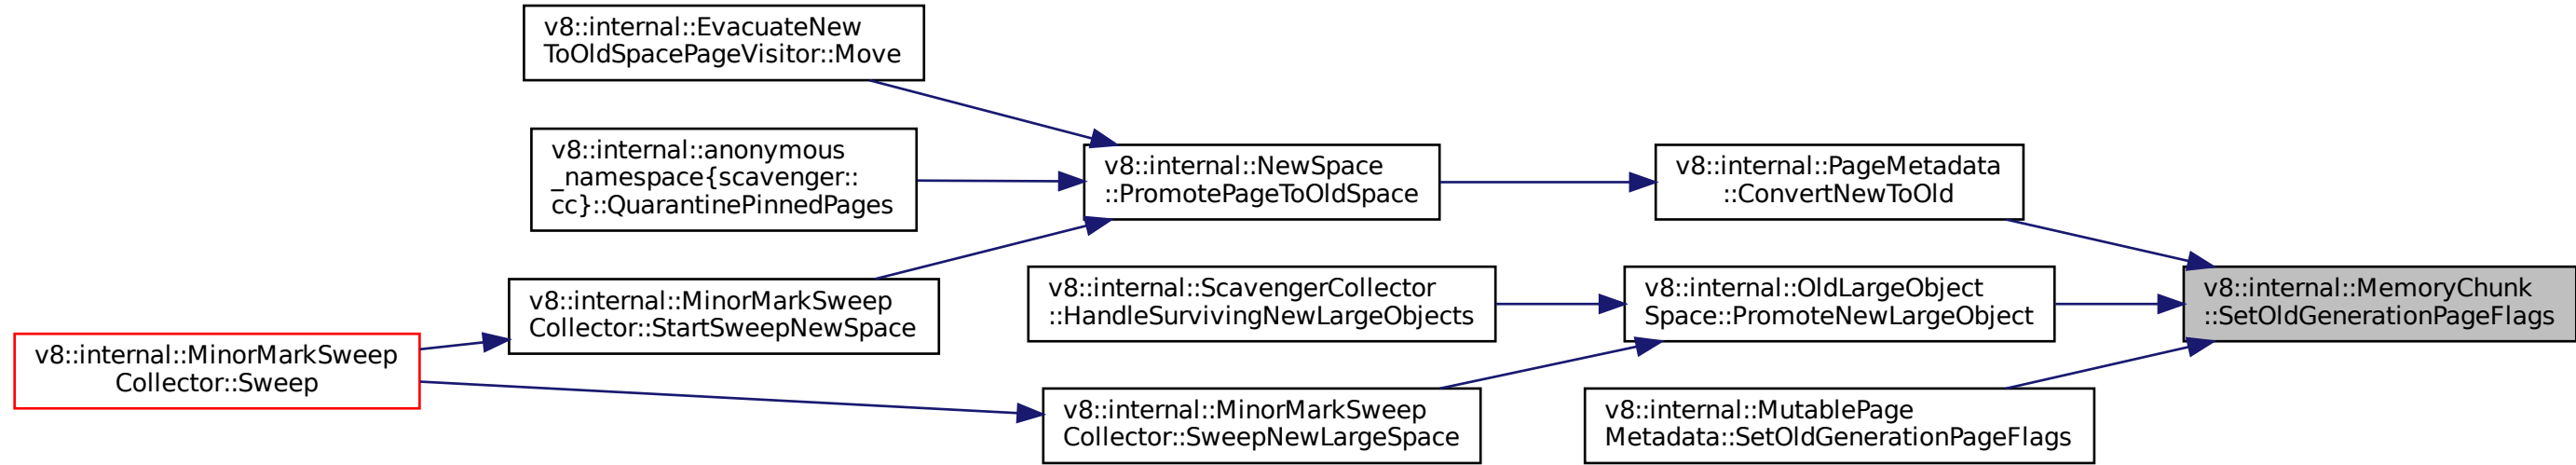 v8::internal::EvacuateNew
ToOldSpacePageVisitor::Move
v8::internal::anonymous
_namespace{scavenger::
cc}::QuarantinePinnedPages
v8::internal::NewSpace
::PromotePageToOldSpace
v8::internal::PageMetadata
::ConvertNewToOld
v8::internal::MinorMarkSweep
Collector::StartSweepNewSpace
v8::internal::ScavengerCollector
::HandleSurvivingNewLargeObjects
v8::internal::OldLargeObject
Space::PromoteNewLargeObject
v8::internal::MemoryChunk
::SetOldGenerationPageFlags
v8::internal::MinorMarkSweep
Collector::Sweep
v8::internal::MinorMarkSweep
Collector::SweepNewLargeSpace
v8::internal::MutablePage
Metadata::SetOldGenerationPageFlags